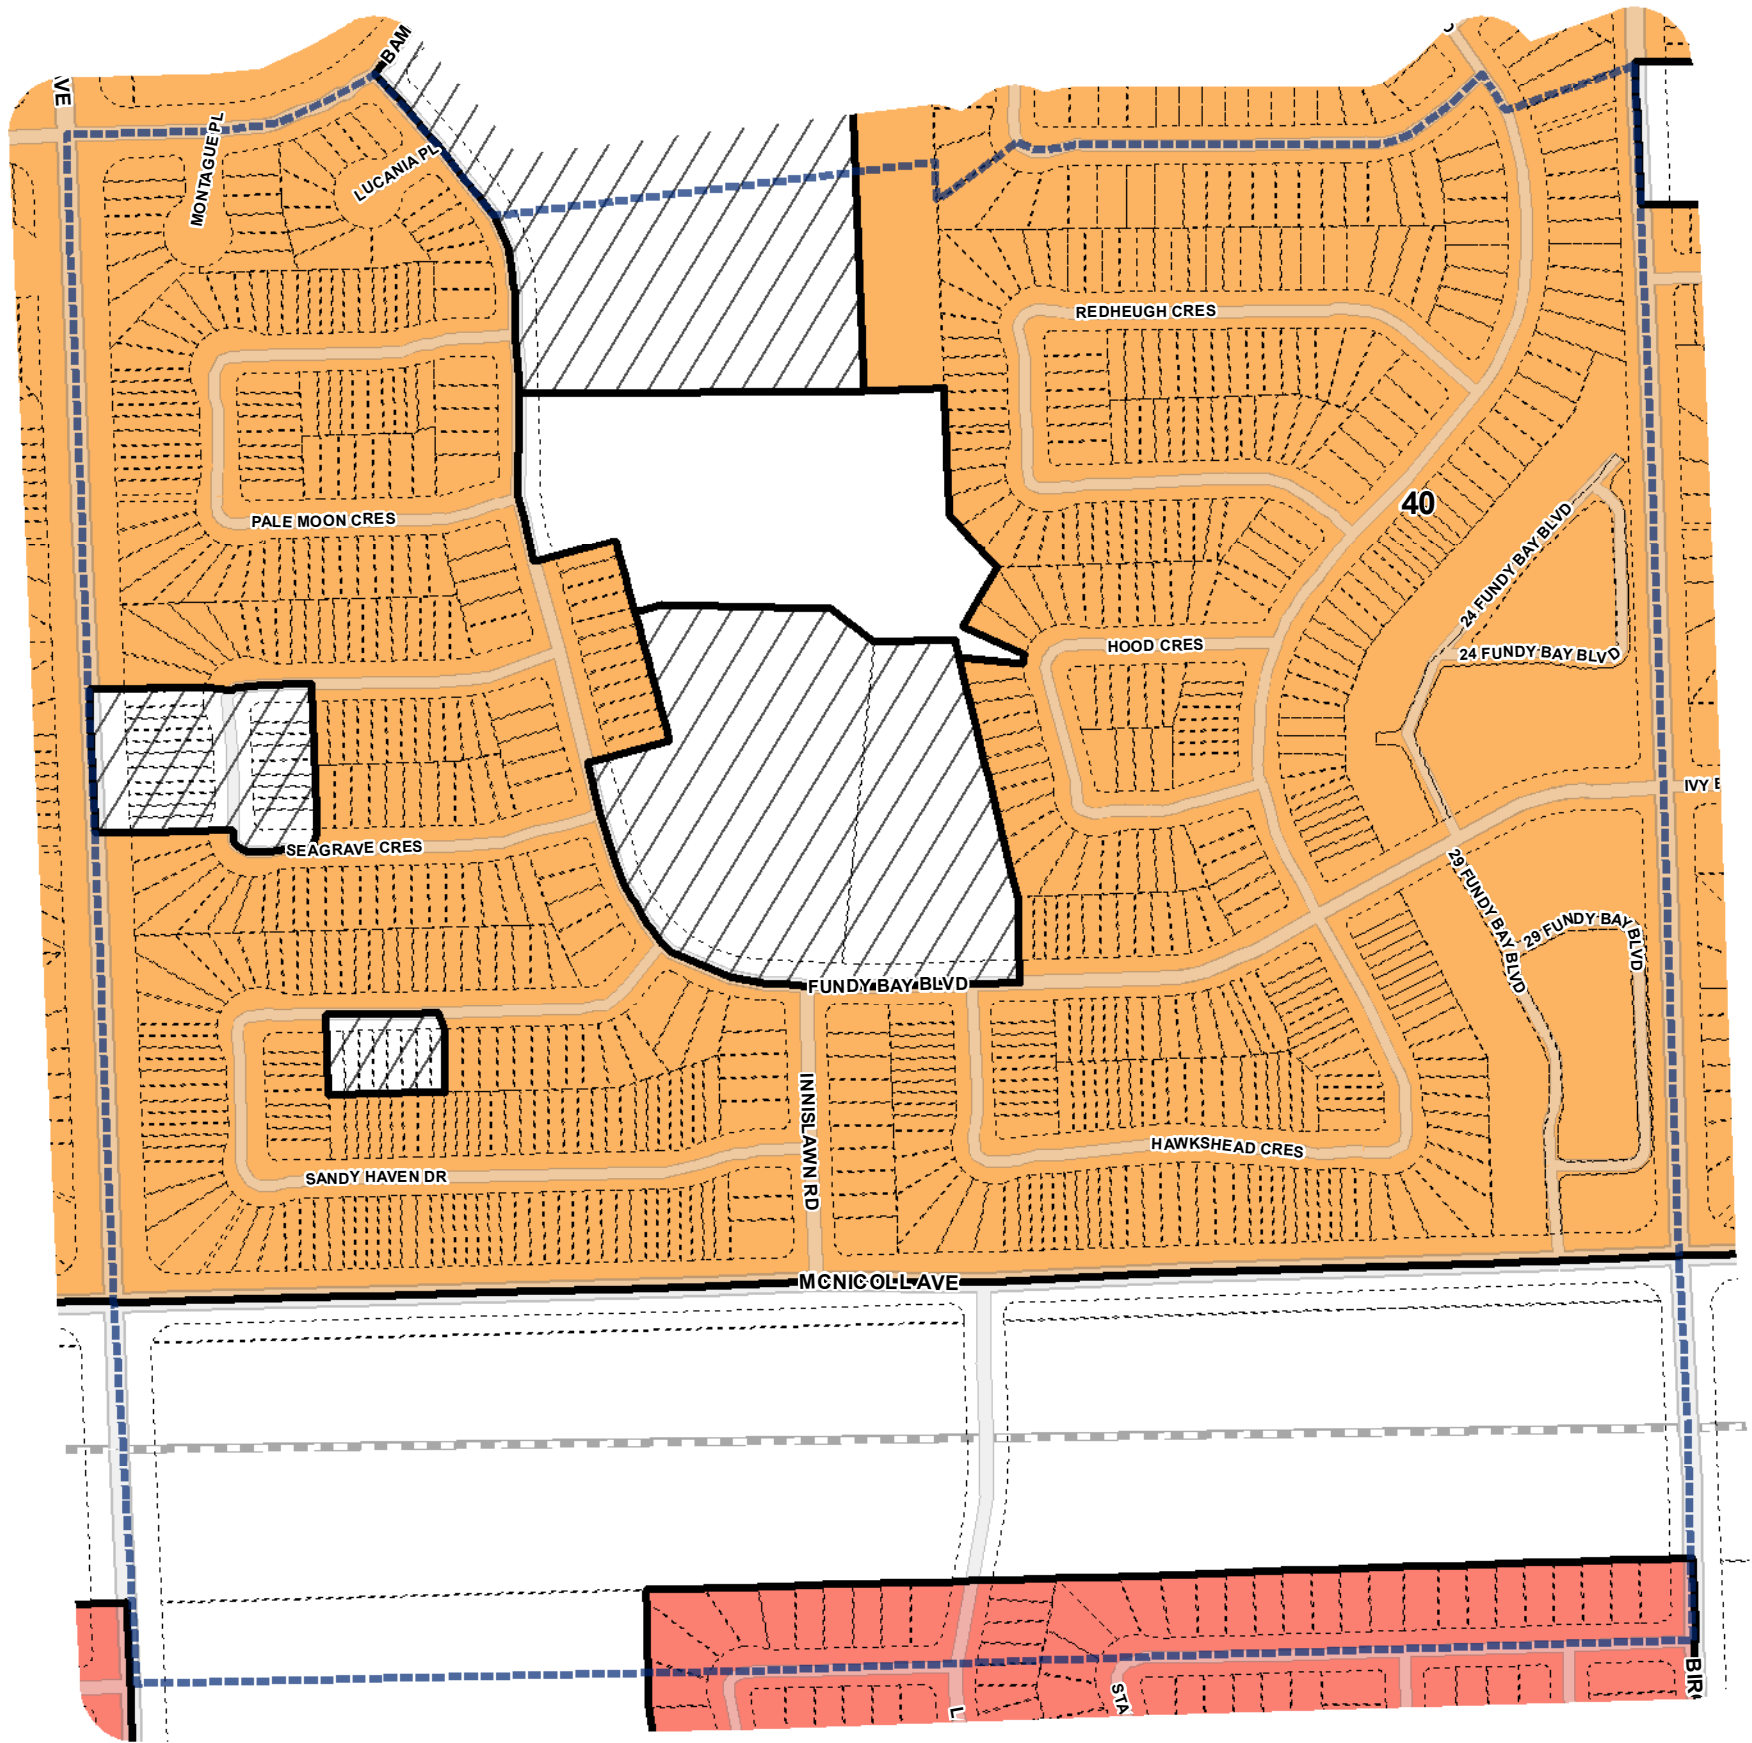 BAM
VE
MONTAGUE PL
LUCANIA PL
REDHEUGH CRES
40
PALE MOON CRES
24 FUNDY BAY BLVD
HOOD CRES
24 FUNDY BAY BLVD
IVY
SEAGRAVE CRES
29 FUNDY BAY BLVD
29 FUNDY BAY BLVD
FUNDY BAY BLVD
INNISLAWN RD
HAWKSHEAD CRES
SANDY HAVEN DR
MCNICOLL AVE
BIR
STA
L